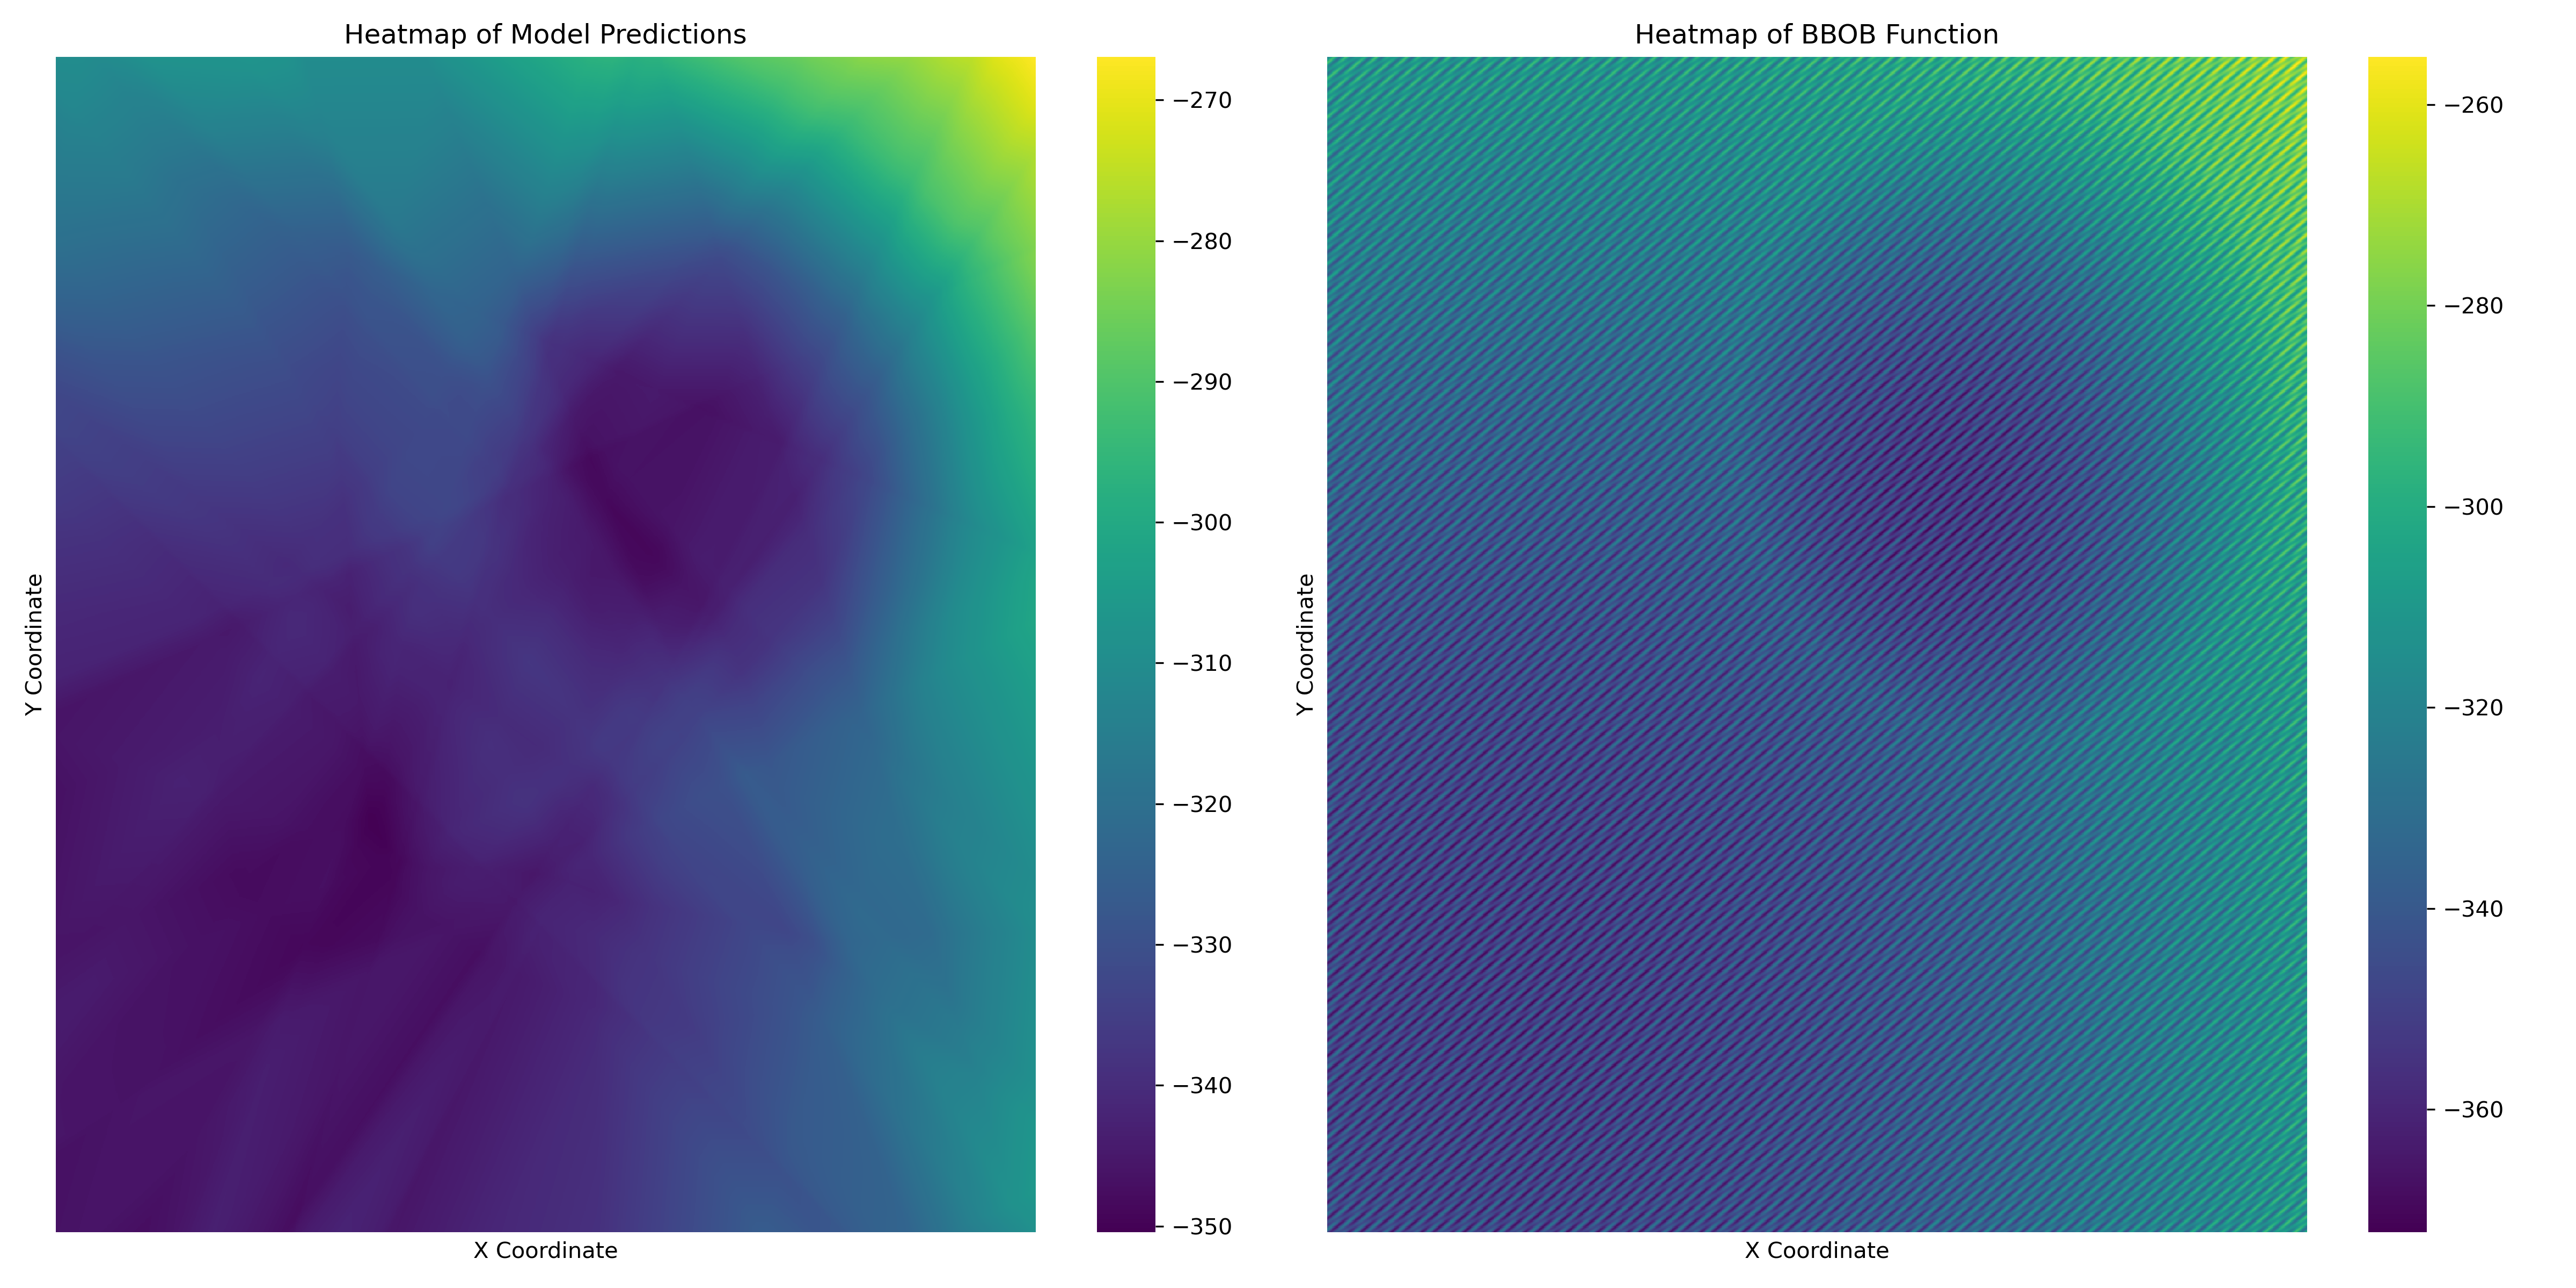 Heatmap of Model Predictions
Y Coordinate
X Coordinate
−270
−280
−290
−300
−310
−320
−330
−340
−350
Heatmap of BBOB Function
Y Coordinate
X Coordinate
−260
−280
−300
−320
−340
−360